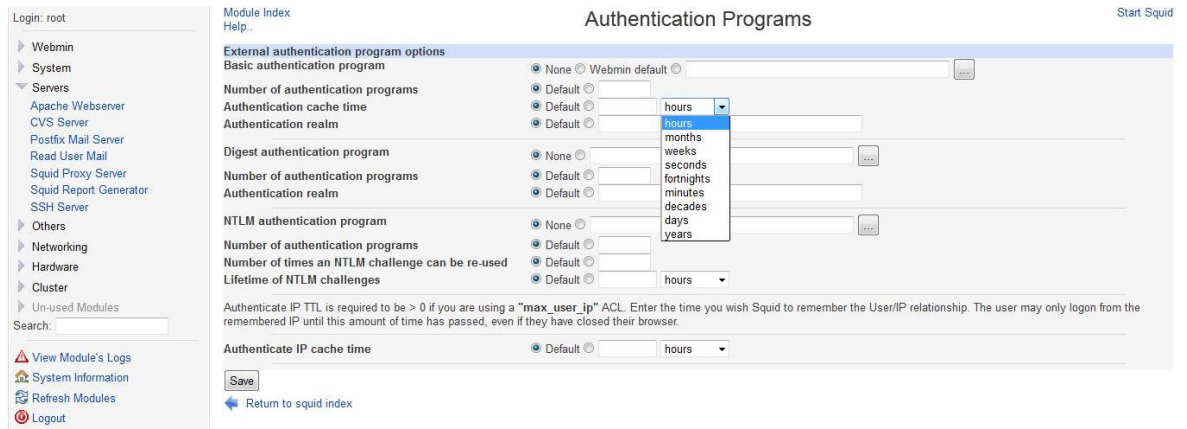 Login: root
Webmin
System
Servers
Apache Webserver
CVS Server
Postfix Mail Server
Read User Mail
Squid Proxy Server
Squid Report Generator
SSH Server
Others
Networking
Hardware
Cluster
Un-used Modules
Search:
View Module's Logs
System Information
Refresh Modules
Logout
Module Index
Help..
Authentication Programs
Start Squid
External authentication program options
Basic authentication program None Webmin default ...
Number of authentication programs Default
Authentication cache time Default hours
Authentication realm Default
hours
months
weeks
seconds
fortnights
minutes
decades
days
years
Digest authentication program None ...
Number of authentication programs Default
Authentication realm Default
NTLM authentication program None ...
Number of authentication programs Default
Number of times an NTLM challenge can be re-used Default
Lifetime of NTLM challenges Default hours
Authenticate IP TTL is required to be > 0 if you are using a "max_user_ip" ACL. Enter the time you wish Squid to remember the User/IP relationship. The user may only logon from the
remembered IP until this amount of time has passed, even if they have closed their browser.
Authenticate IP cache time Default hours
Save
Return to squid index